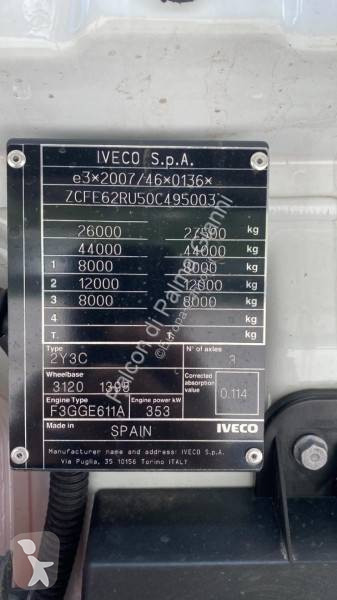 IVECO S.p.A.
e3*2007/46*0136*
ZCFE62RU50C495003
26000 27500 kg
44000 44000 kg
1 8000 8000 kg
2 12000 12000 kg
3 8000 8000 kg
4 kg
T kg
Type N° of axles
2Y3C 3
Wheelbase Corrected absorption value
3120 1395 0.114
Engine Type Engine power kW
F3GGE611A 353
Made in SPAIN IVECO
Manufacturer name and address: IVECO S.p.A.
Via Puglia, 35 10156 Torino ITALY
Falcon di Palma Gianni